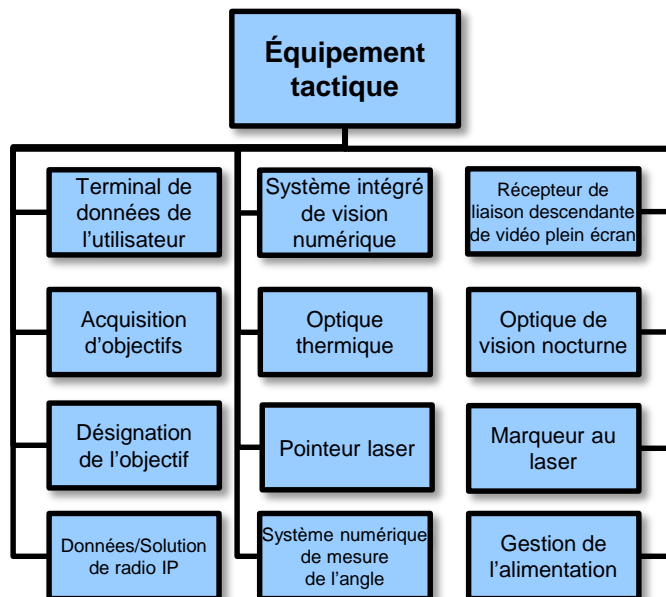 Équipement
tactique
Terminal de
données de
l’utilisateur
Système intégré
de vision
numérique
Récepteur de
liaison descendante
de vidéo plein écran
Acquisition
d’objectifs
Optique
thermique
Optique de
vision nocturne
Désignation
de l’objectif
Pointeur laser
Marqueur au
laser
Données/Solution
de radio IP
Système numérique
de mesure
de l’angle
Gestion de
l’alimentation